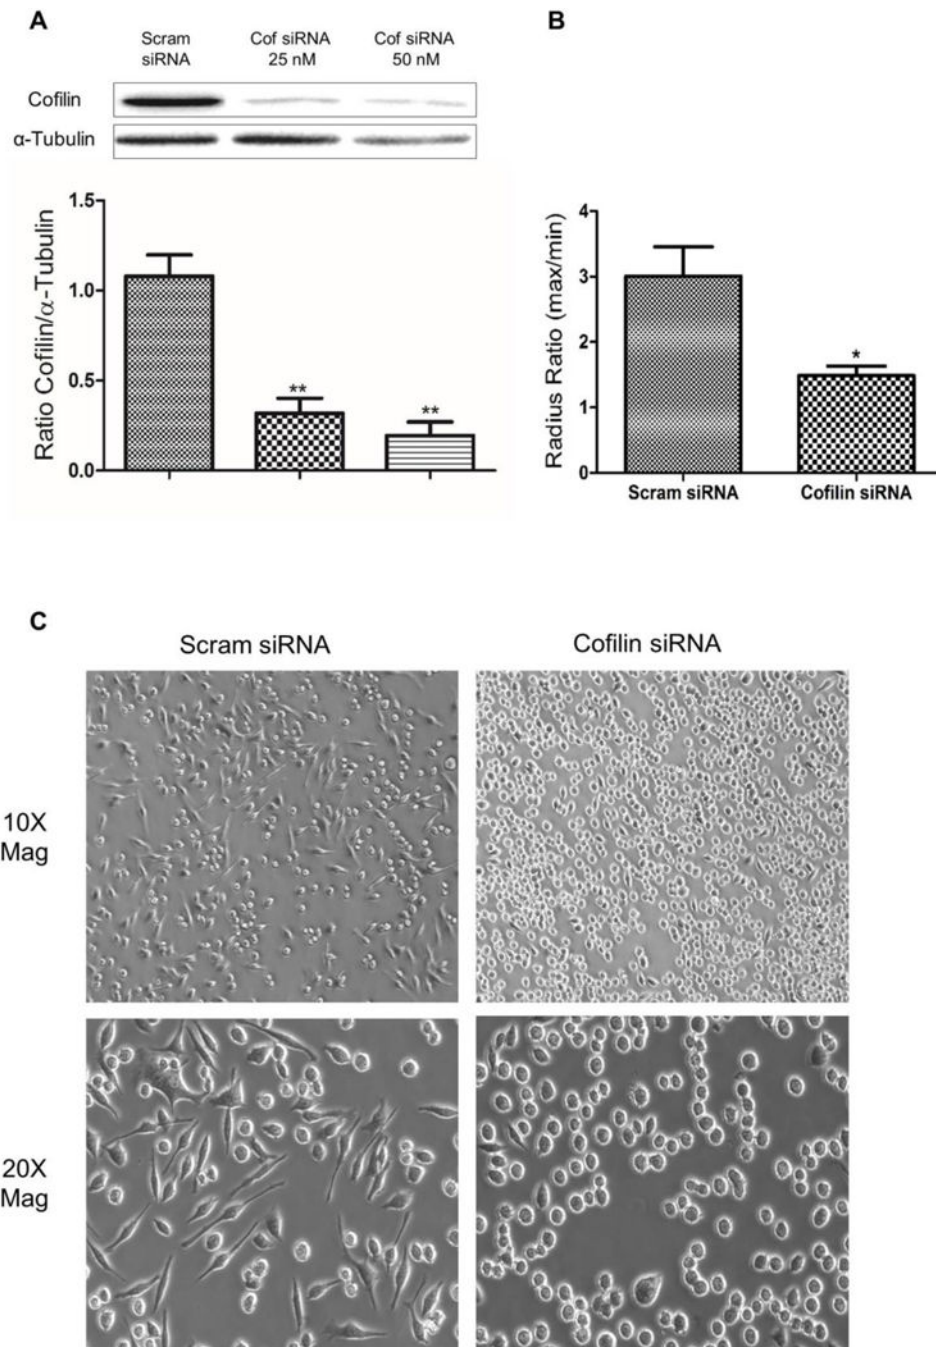 A
Scram
siRNA
Cof siRNA
25 nM
Cof siRNA
50 nM
Cofilin
α-Tubulin
Ratio Cofilin/α-Tubulin
1.5
1.0
0.5
0.0
**
**
B
Radius Ratio (max/min)
4
3
2
1
0
*
Scram siRNA
Cofilin siRNA
C
Scram siRNA
Cofilin siRNA
10X
Mag
20X
Mag